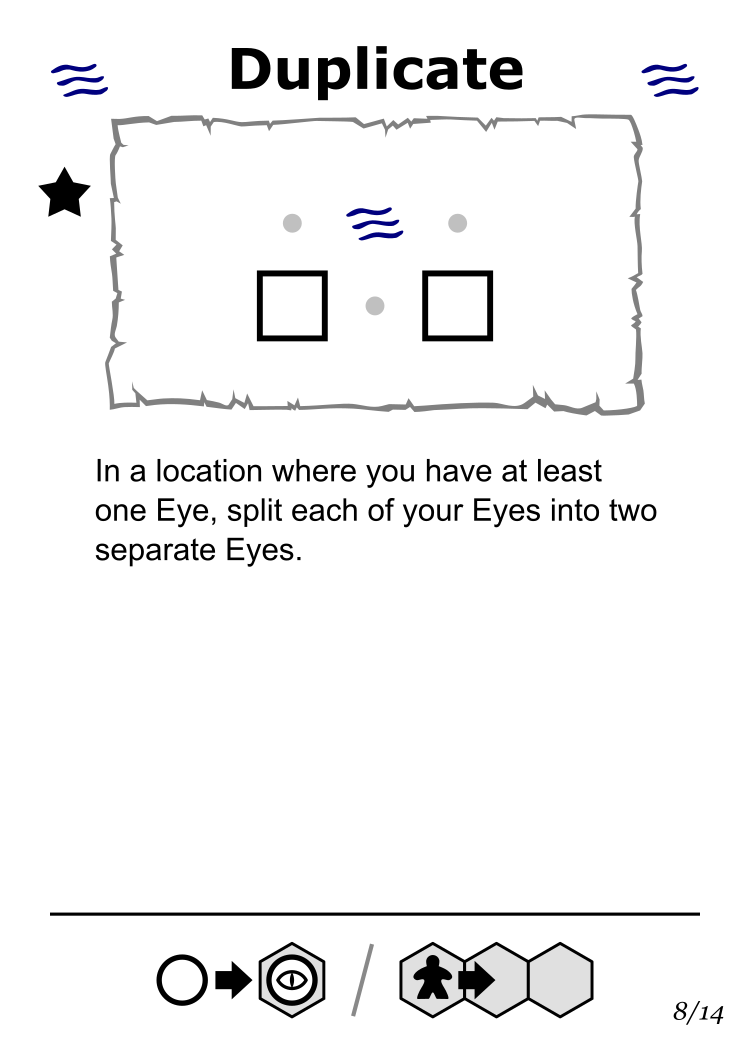 Duplicate
In a location where you have at least
one Eye, split each of your Eyes into two
separate Eyes.
8/14